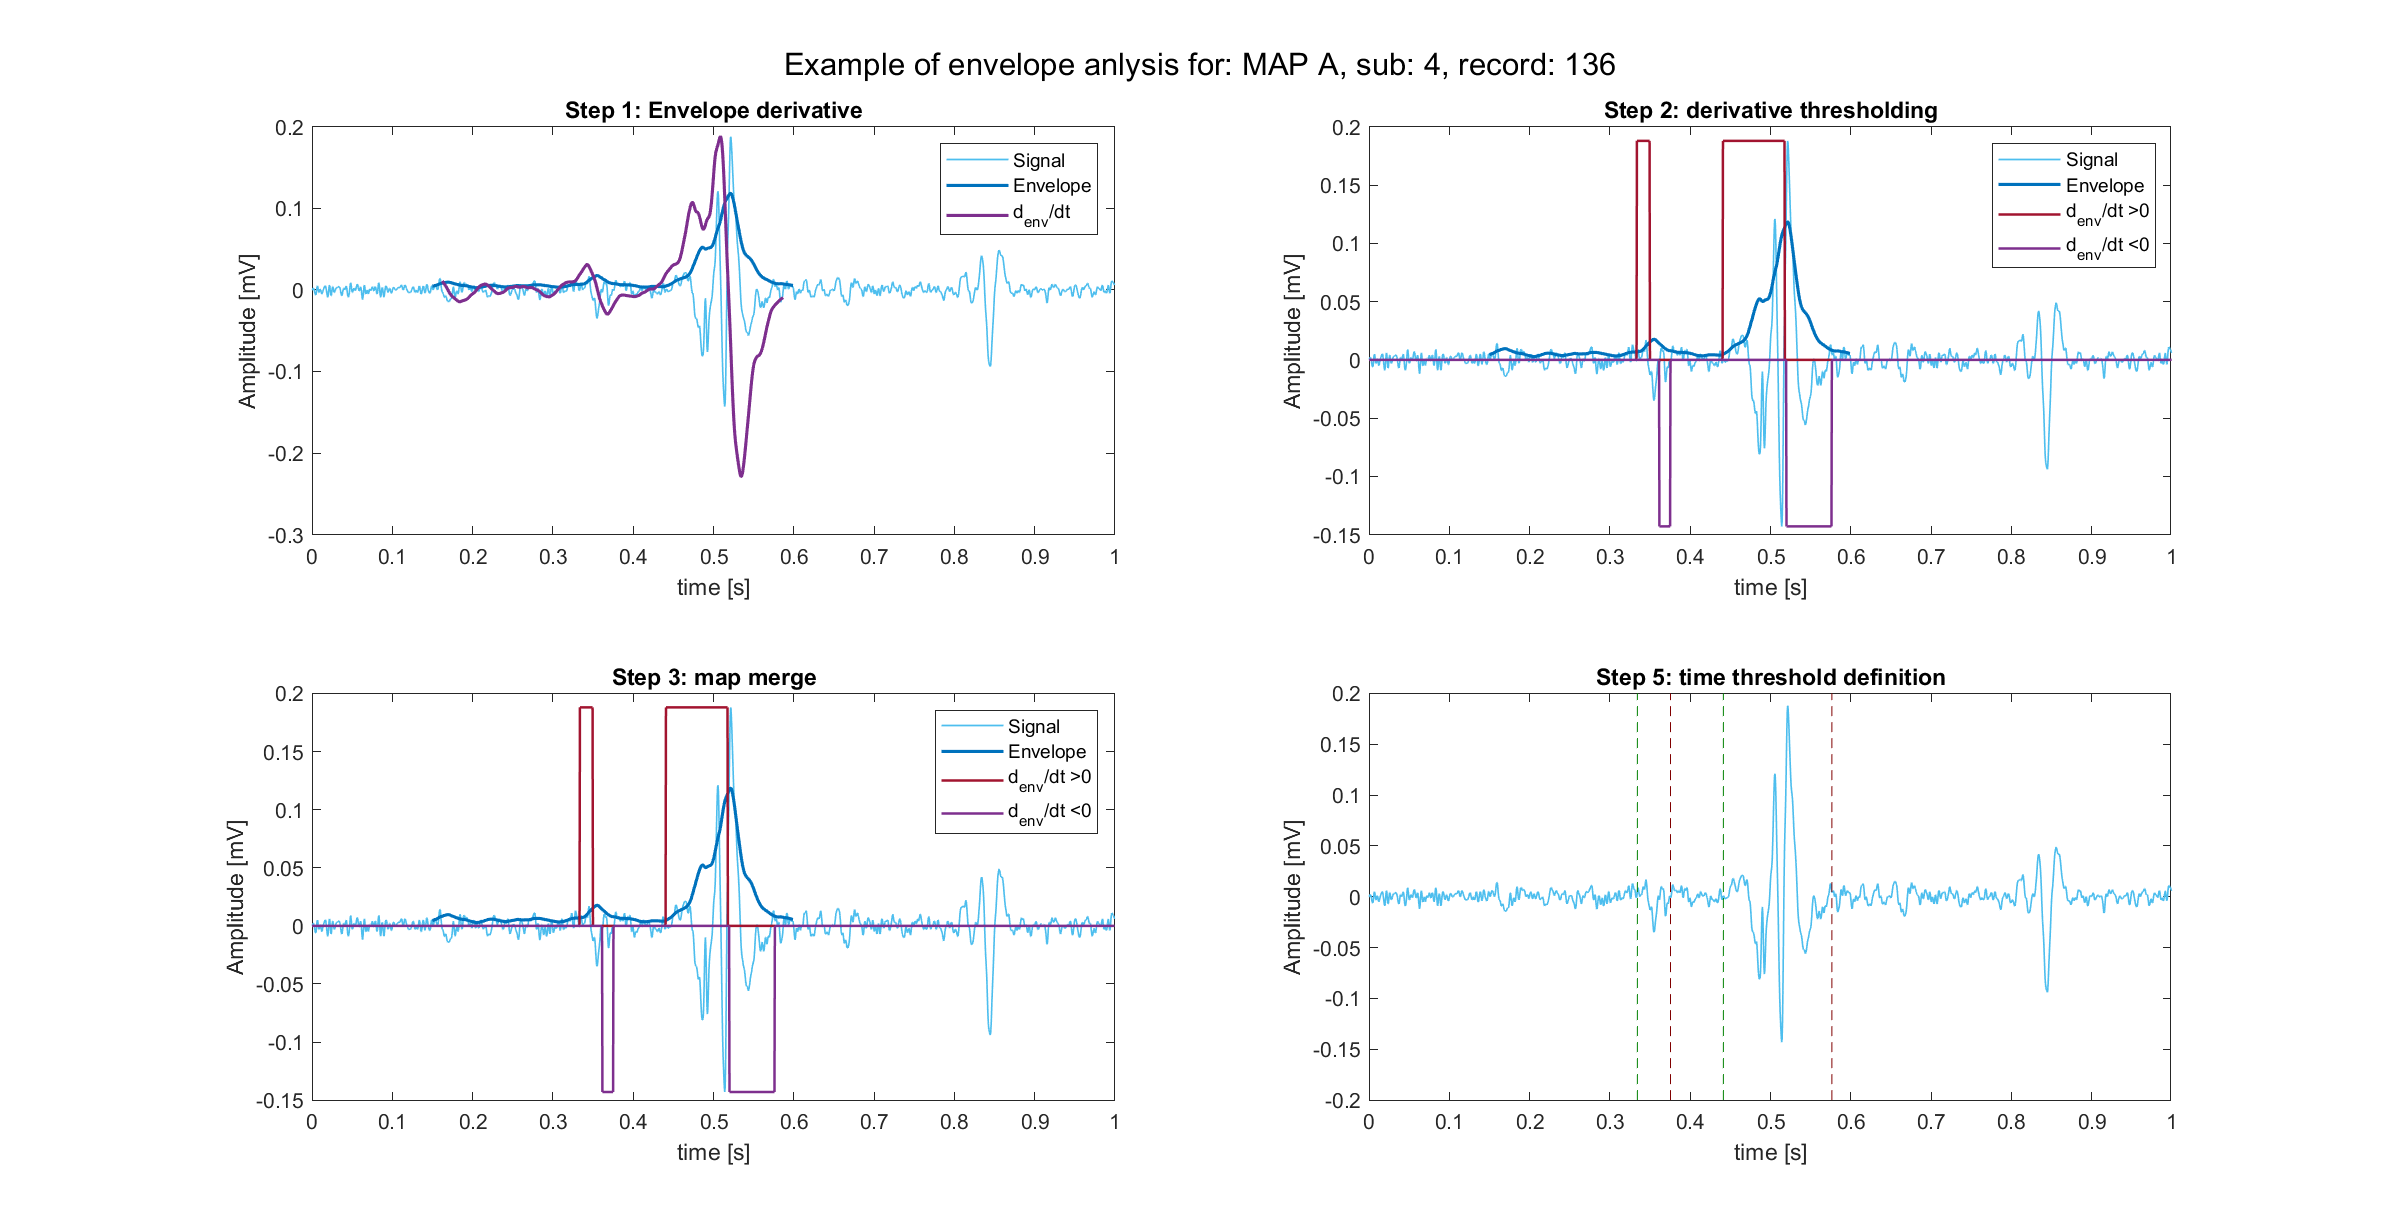 Example of envelope anlysis for: MAP A, sub: 4, record: 136
Step 1: Envelope derivative
0.2
0.1
0
-0.1
-0.2
-0.3
Amplitude [mV]
0 0.1 0.2 0.3 0.4 0.5 0.6 0.7 0.8 0.9 1
time [s]
Signal
Envelope
d_env/dt
Step 2: derivative thresholding
0.2
0.15
0.1
0.05
0
-0.05
-0.1
-0.15
Amplitude [mV]
0 0.1 0.2 0.3 0.4 0.5 0.6 0.7 0.8 0.9 1
time [s]
Signal
Envelope
d_env/dt >0
d_env/dt <0
Step 3: map merge
0.2
0.15
0.1
0.05
0
-0.05
-0.1
-0.15
Amplitude [mV]
0 0.1 0.2 0.3 0.4 0.5 0.6 0.7 0.8 0.9 1
time [s]
Signal
Envelope
d_env/dt >0
d_env/dt <0
Step 5: time threshold definition
0.2
0.15
0.1
0.05
0
-0.05
-0.1
-0.15
-0.2
Amplitude [mV]
0 0.1 0.2 0.3 0.4 0.5 0.6 0.7 0.8 0.9 1
time [s]